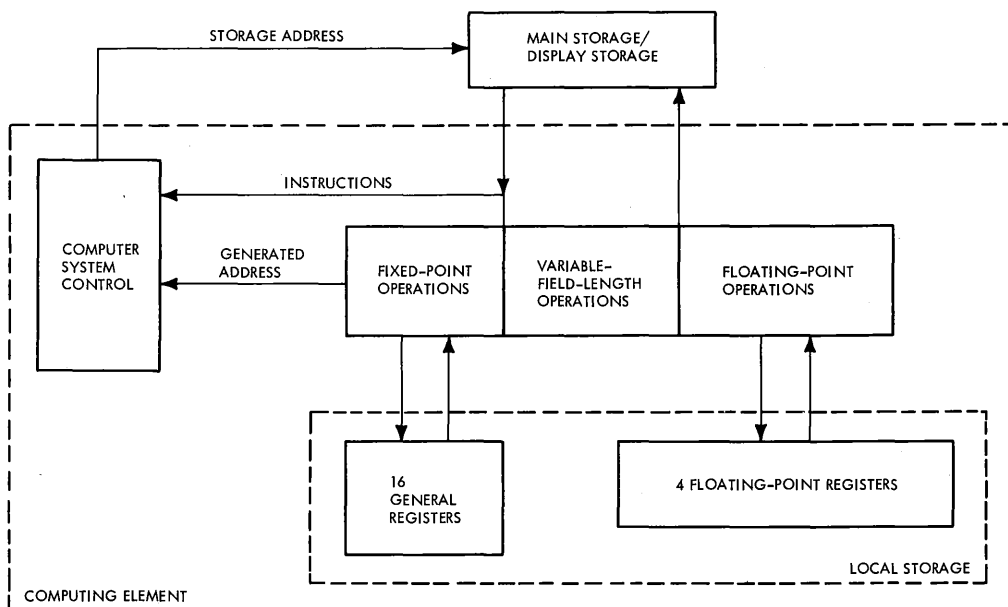 STORAGE ADDRESS
MAIN STORAGE/
DISPLAY STORAGE
INSTRUCTIONS
COMPUTER
SYSTEM
CONTROL
GENERATED
ADDRESS
FIXED-POINT
OPERATIONS
VARIABLE-
FIELD-LENGTH
OPERATIONS
FLOATING-POINT
OPERATIONS
16
GENERAL
REGISTERS
4 FLOATING-POINT REGISTERS
LOCAL STORAGE
COMPUTING ELEMENT